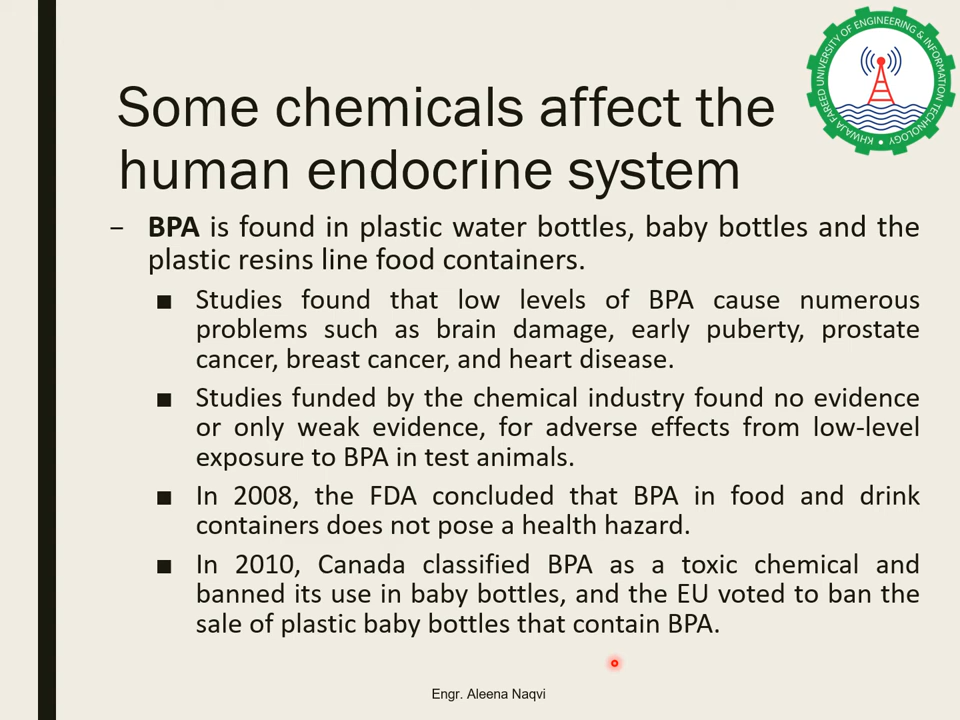 KHWAJA FAREED UNIVERSITY OF ENGINEERING & INFORMATION TECHNOLOGY
Some chemicals affect the
human endocrine system
– BPA is found in plastic water bottles, baby bottles and the
plastic resins line food containers.
■ Studies found that low levels of BPA cause numerous
problems such as brain damage, early puberty, prostate
cancer, breast cancer, and heart disease.
■ Studies funded by the chemical industry found no evidence
or only weak evidence, for adverse effects from low-level
exposure to BPA in test animals.
■ In 2008, the FDA concluded that BPA in food and drink
containers does not pose a health hazard.
■ In 2010, Canada classified BPA as a toxic chemical and
banned its use in baby bottles, and the EU voted to ban the
sale of plastic baby bottles that contain BPA.
Engr. Aleena Naqvi